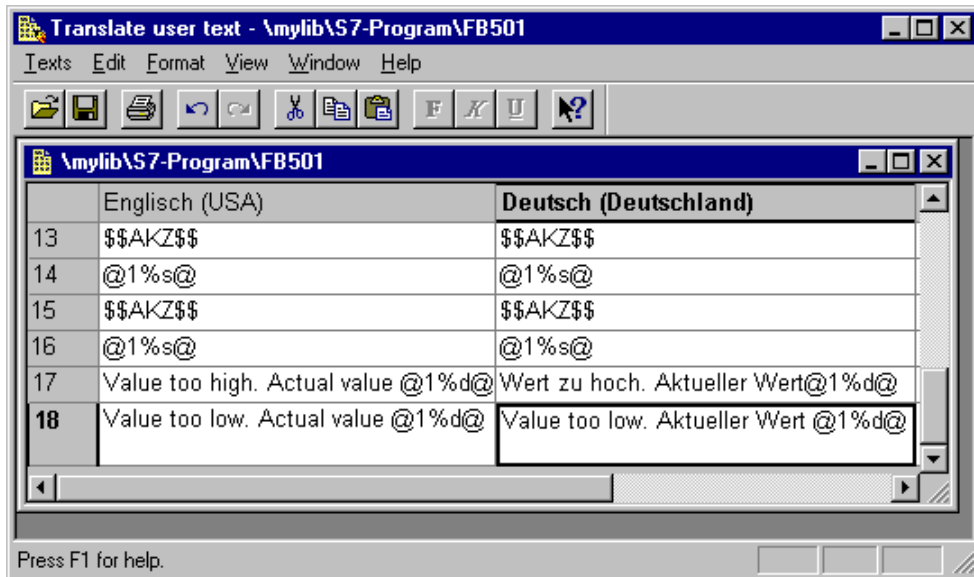 Translate user text - \mylib\S7-Program\FB501
Texts Edit Format View Window Help
F K U
\mylib\S7-Program\FB501
Englisch (USA) Deutsch (Deutschland)
13 $$AKZ$$ $$AKZ$$
14 @1%s@ @1%s@
15 $$AKZ$$ $$AKZ$$
16 @1%s@ @1%s@
17 Value too high. Actual value @1%d@ Wert zu hoch. Aktueller Wert@1%d@
18 Value too low. Actual value @1%d@ Value too low. Aktueller Wert @1%d@
Press F1 for help.